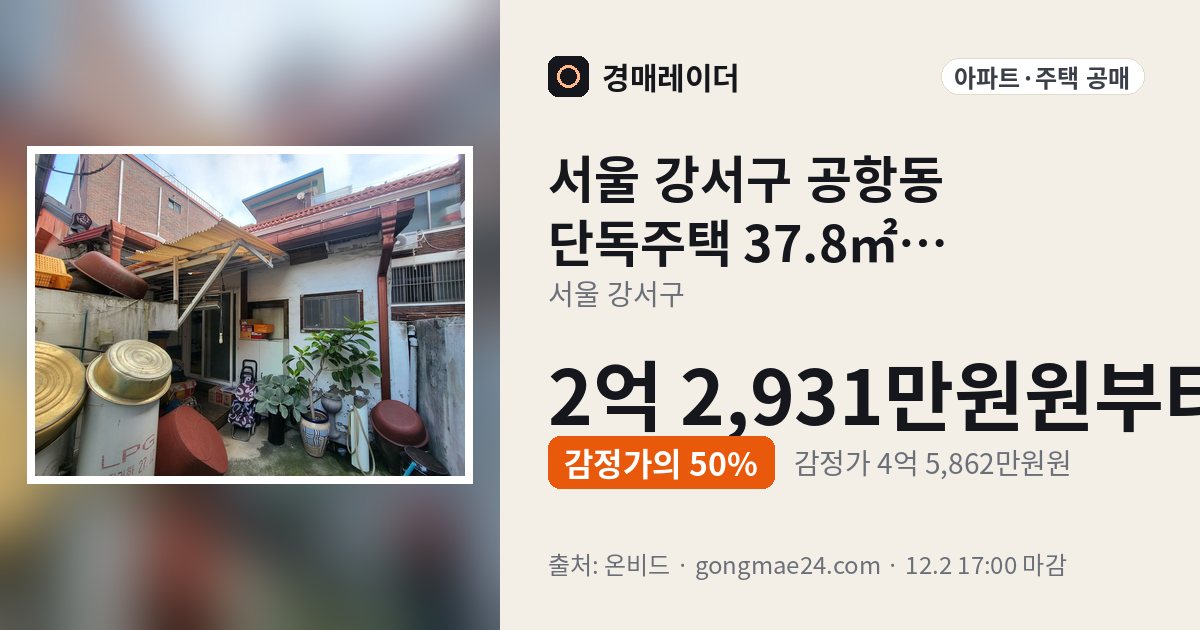 경매레이더
아파트·주택 공매
서울 강서구 공항동
단독주택 37.8㎡…
서울 강서구
2억 2,931만원원부터
감정가의 50%
감정가 4억 5,862만원원
출처: 온비드 · gongmae24.com · 12.2 17:00 마감
LPG